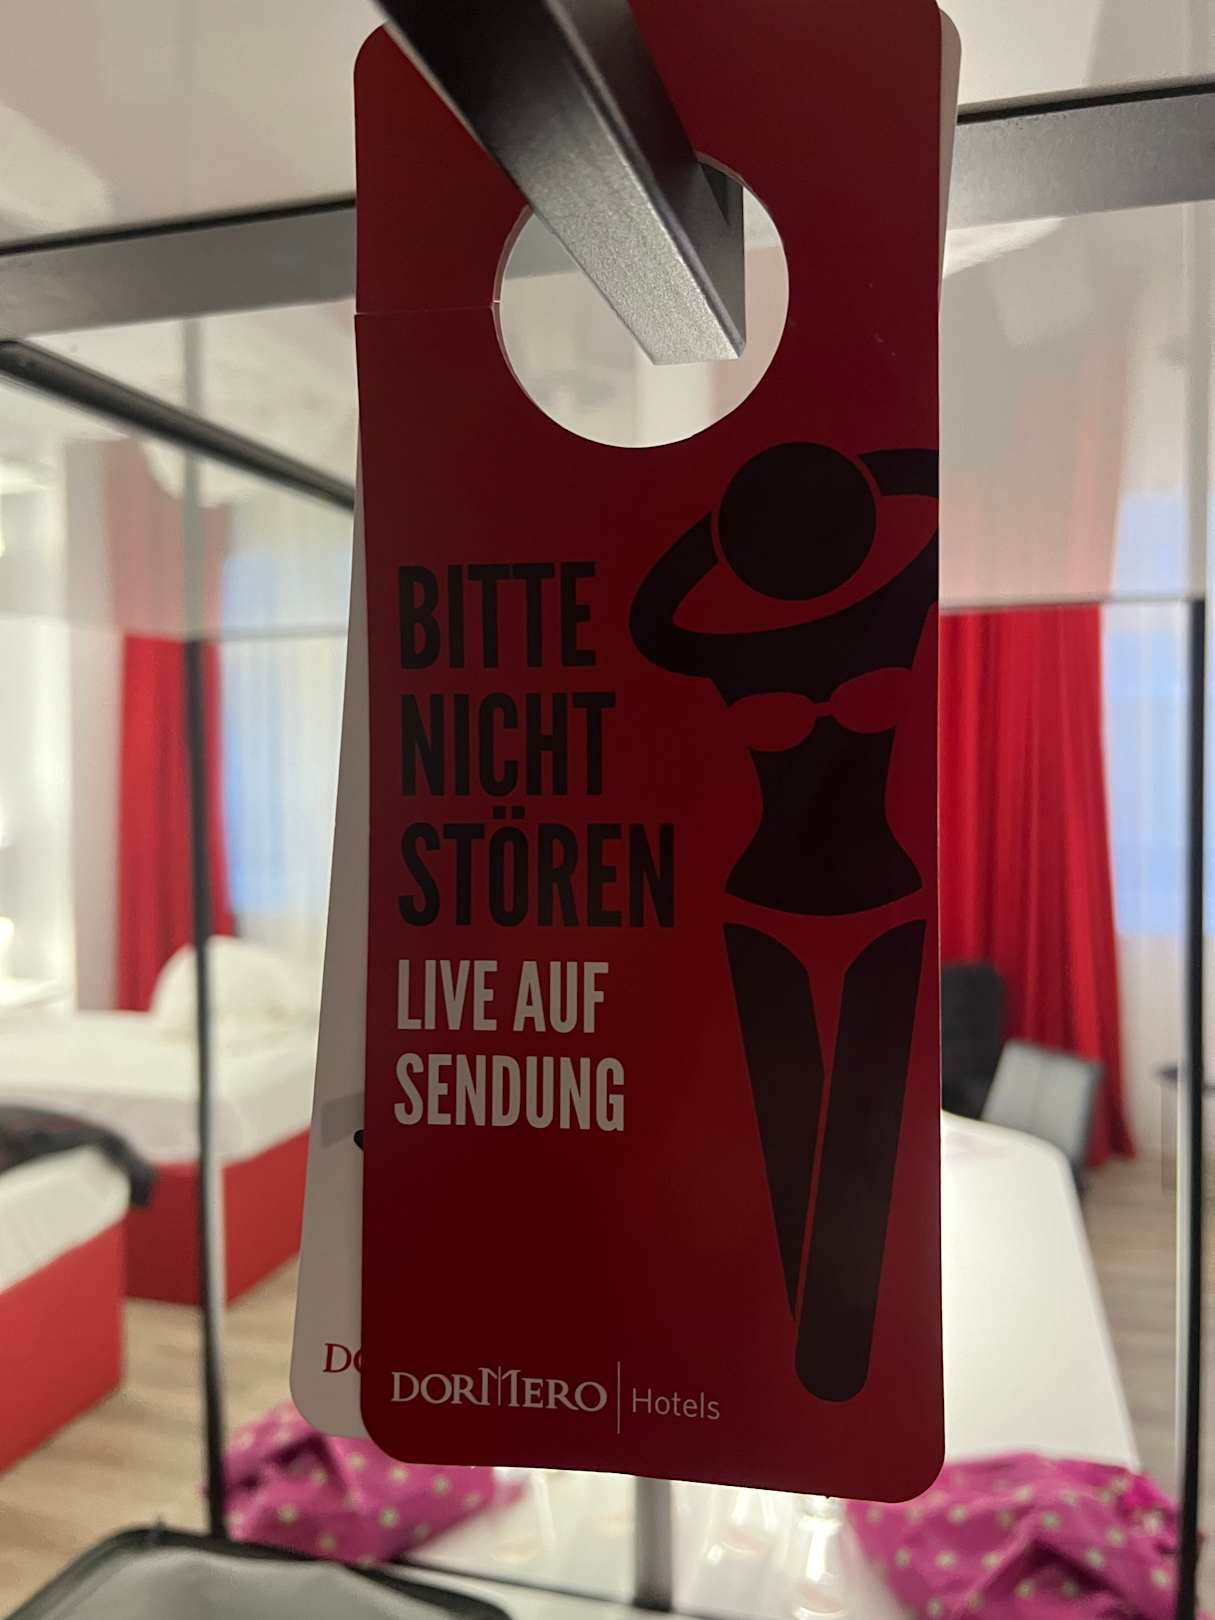 BITTE
NICHT
STÖREN
LIVE AUF
SENDUNG
DORMERO Hotels